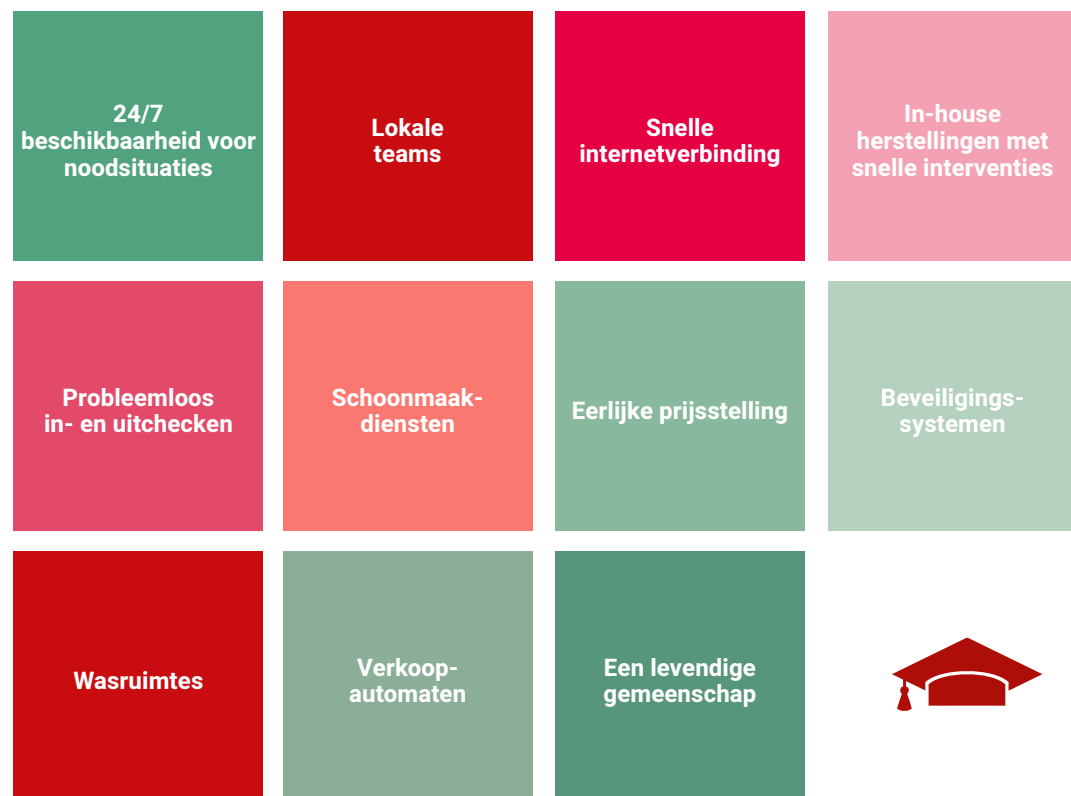 24/7
beschikbaarheid voor
noodsituaties
Lokale
teams
Snelle
internetverbinding
In-house
herstellingen met
snelle interventies
Probleemloos
in- en uitchecken
Schoonmaak-
diensten
Eerlijke prijsstelling
Beveiligings-
systemen
Wasruimtes
Verkoop-
automaten
Een levendige
gemeenschap